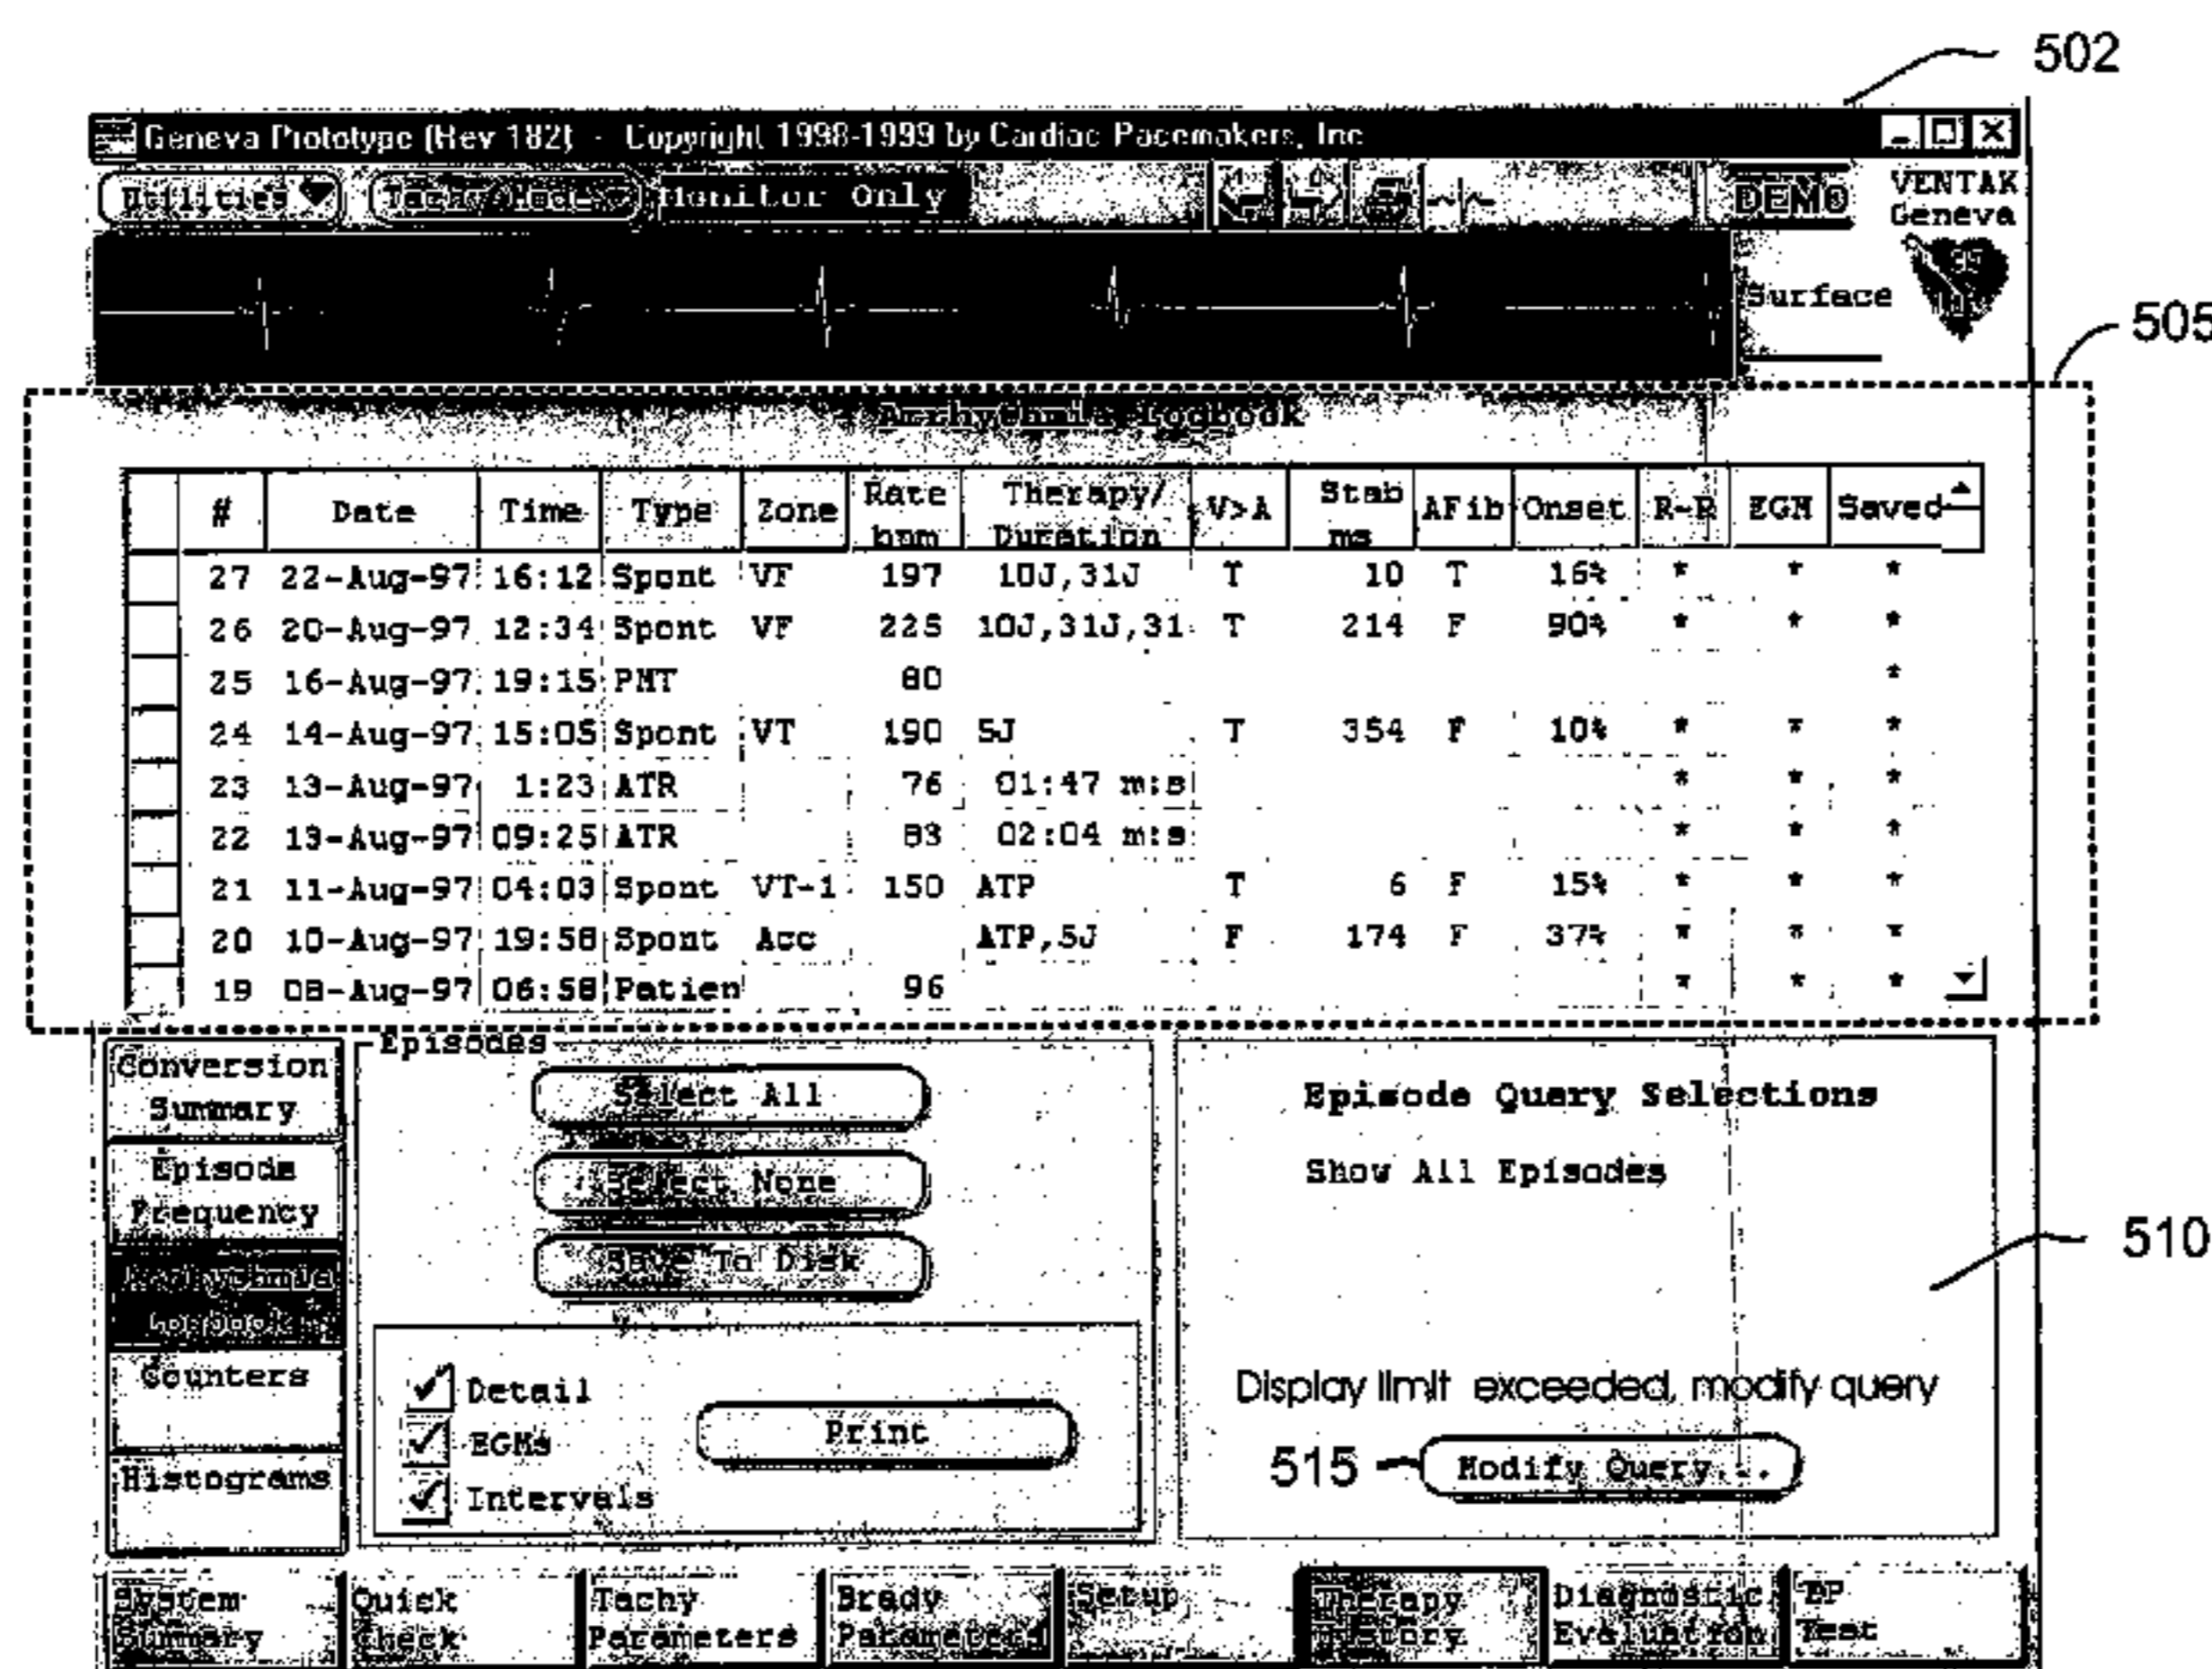 502
Geneva Prototype (Rev 182) - Copyright 1998-1999 by Cardiac Pacemakers, Inc
Utilities Tachy Mode Monitor Only DEMO VENTAK
Geneva
Surface
505
Arrhythmia Logbook
# Date Time Type Zone Rate bpm Therapy/Duration V>A Stab ms AFib Onset R-R EGM Saved
27 22-Aug-97 16:12 Spont VF 197 10J,31J T 10 T 16% * * *
26 20-Aug-97 12:34 Spont VF 225 10J,31J,31 T 214 F 90% * * *
25 16-Aug-97 19:15 PMT 80 *
24 14-Aug-97 15:05 Spont VT 190 5J T 354 F 10% * * *
23 13-Aug-97 1:23 ATR 76 01:47 m:s * * *
22 13-Aug-97 09:25 ATR 83 02:04 m:s * * *
21 11-Aug-97 04:03 Spont VT-1 150 ATP T 6 F 15% * * *
20 10-Aug-97 19:58 Spont Acc ATP,5J F 174 F 37% * * *
19 08-Aug-97 06:58 Patien 96 * * *
Conversion
Summary
Episode
Frequency
Arrhythmia
Logbook
Counters
Histograms
Episodes
Select All
Select None
Save To Disk
Detail
EGMs
Intervals
Print
Episode Query Selections
Show All Episodes
510
Display limit exceeded, modify query
515
Modify Query...
System
Summary
Quick
Check
Tachy
Parameters
Brady
Parameters
Setup
Therapy
History
Diagnostic
Evaluation
EP
Test